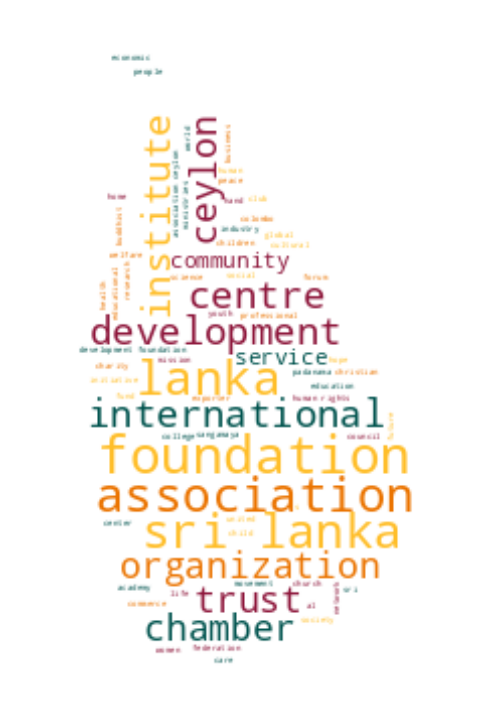 economic
people
institute
ceylon
world
business
association ceylon
ministries
human
peace
home
hand club
buddhist
colombo
industry
global
children
cultural
welfare
community
research
educational
health
science social forum
centre
youth professional
development
development foundation
service
mission
hope
charity
padanama christian
lanka
initiative
education
fund
exporter
human rights
international
future
college sangamaya
council
foundation
association
center
united
child
sri lanka
organization
academy
movement
church
life
network
sri
trust
commerce
al
chamber
society
women federation
care